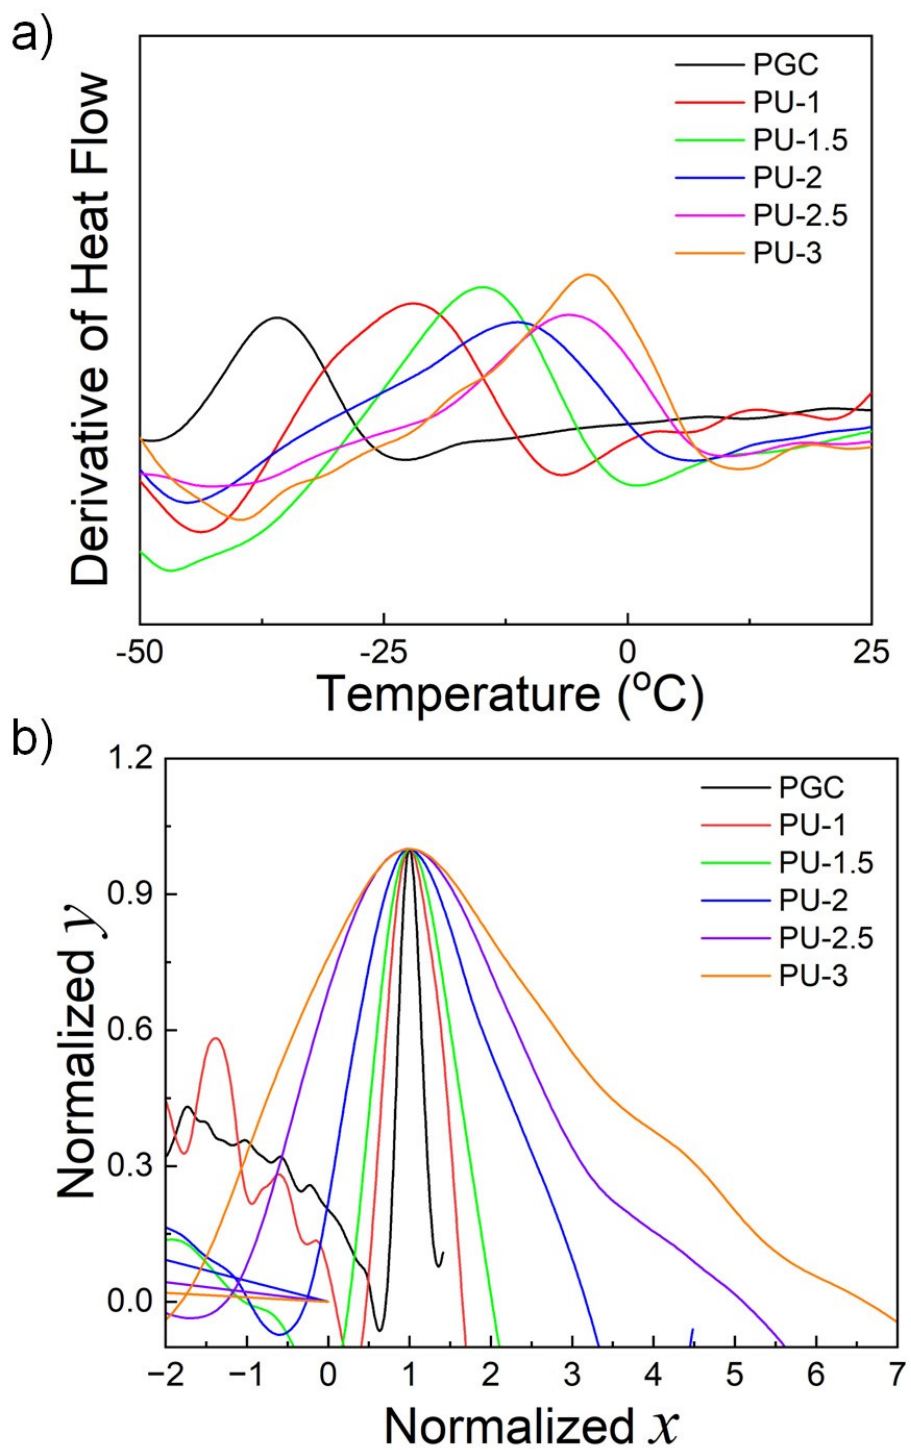 a)
Derivative of Heat Flow
PGC
PU-1
PU-1.5
PU-2
PU-2.5
PU-3
-50 -25 0 25
Temperature (°C)
b)
Normalized y
1.2
0.9
0.6
0.3
0.0
PGC
PU-1
PU-1.5
PU-2
PU-2.5
PU-3
−2 −1 0 1 2 3 4 5 6 7
Normalized x